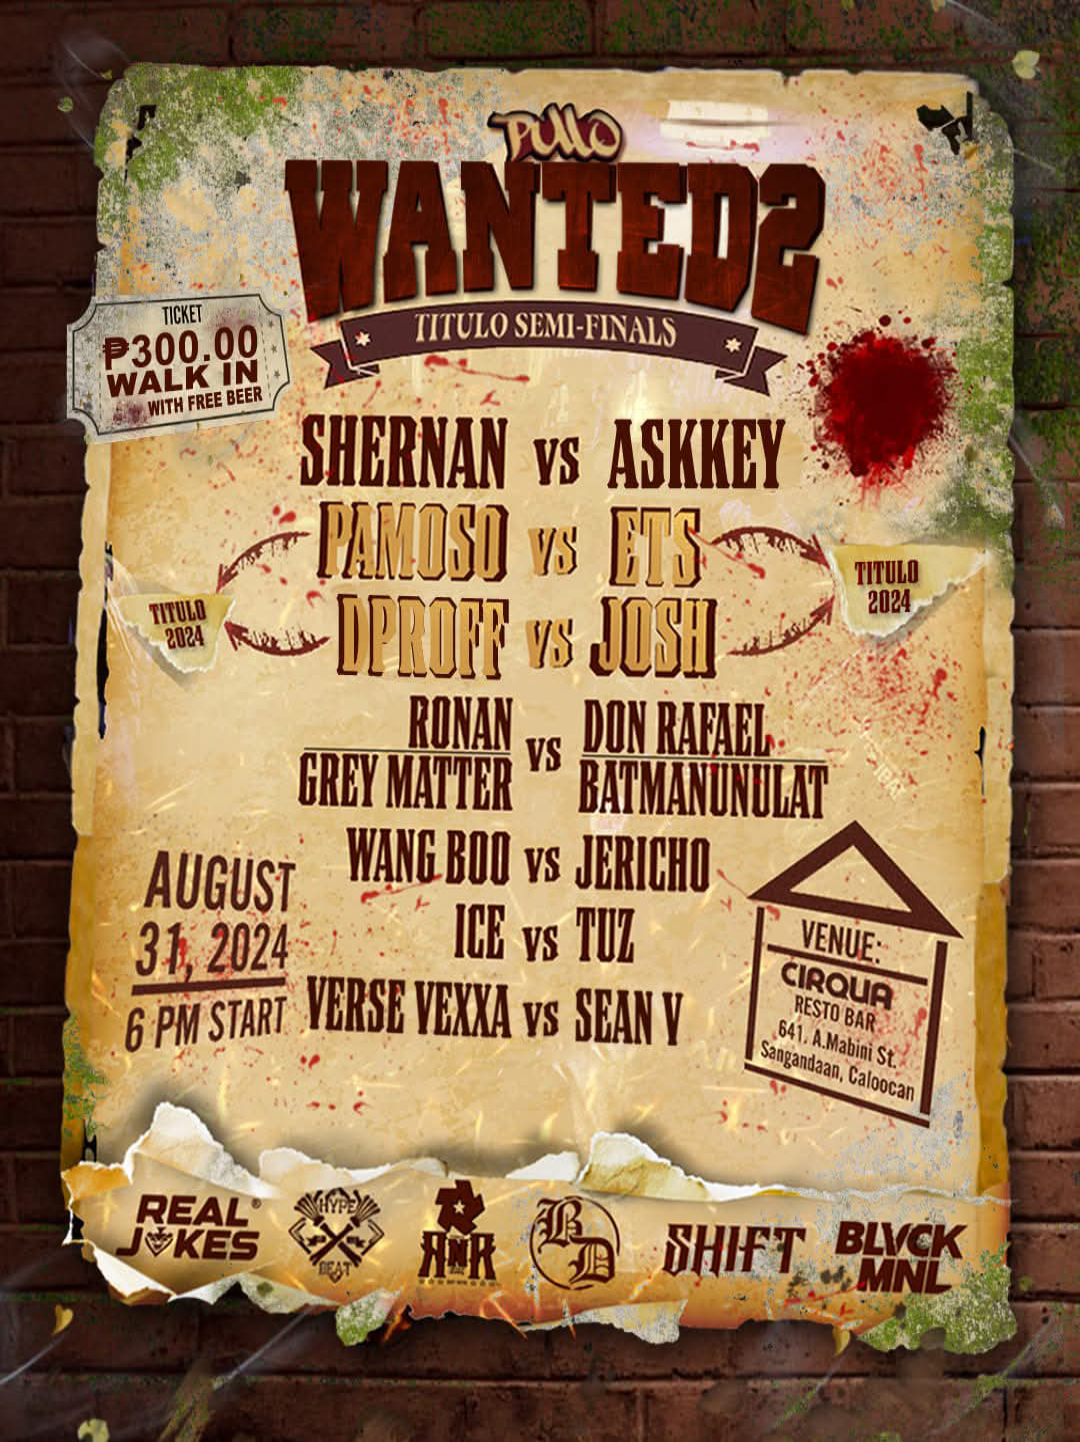 PULO
WANTED2
TITULO SEMI-FINALS
TICKET
₱300.00
WALK IN
WITH FREE BEER
SHERNAN VS ASKKEY
PAMOSO VS ETS
DPROFF VS JOSH
TITULO
2024
TITULO
2024
RONAN
GREY MATTER
VS
DON RAFAEL
BATMANUNULAT
WANG BOO VS JERICHO
ICE VS TUZ
VERSE VEXXA VS SEAN V
AUGUST
31, 2024
6 PM START
VENUE:
CIRQUA
RESTO BAR
641. A.Mabini St.
Sangandaan, Caloocan
REAL
JOKES
HYPE
BEAT
RNR
BD
SHIFT
BLVCK
MNL